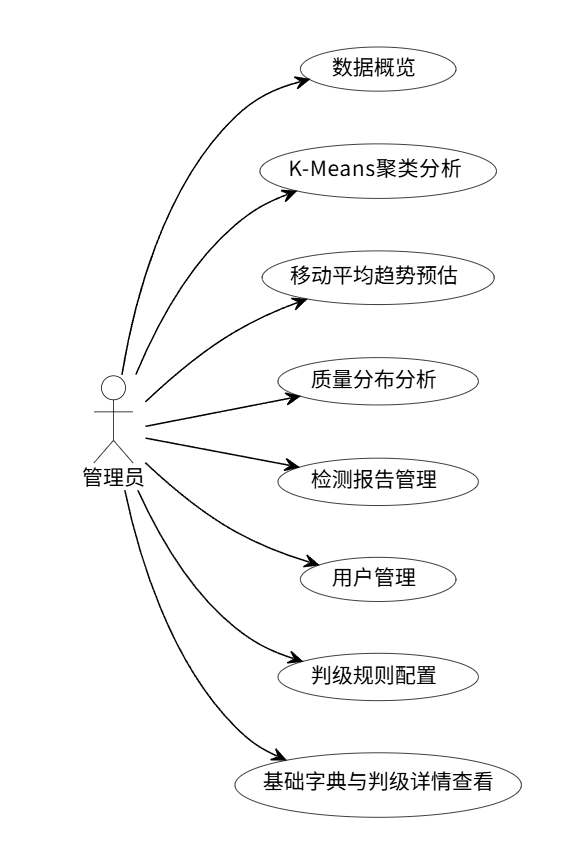 数据概览
K-Means聚类分析
移动平均趋势预估
质量分布分析
管理员
检测报告管理
用户管理
判级规则配置
基础字典与判级详情查看